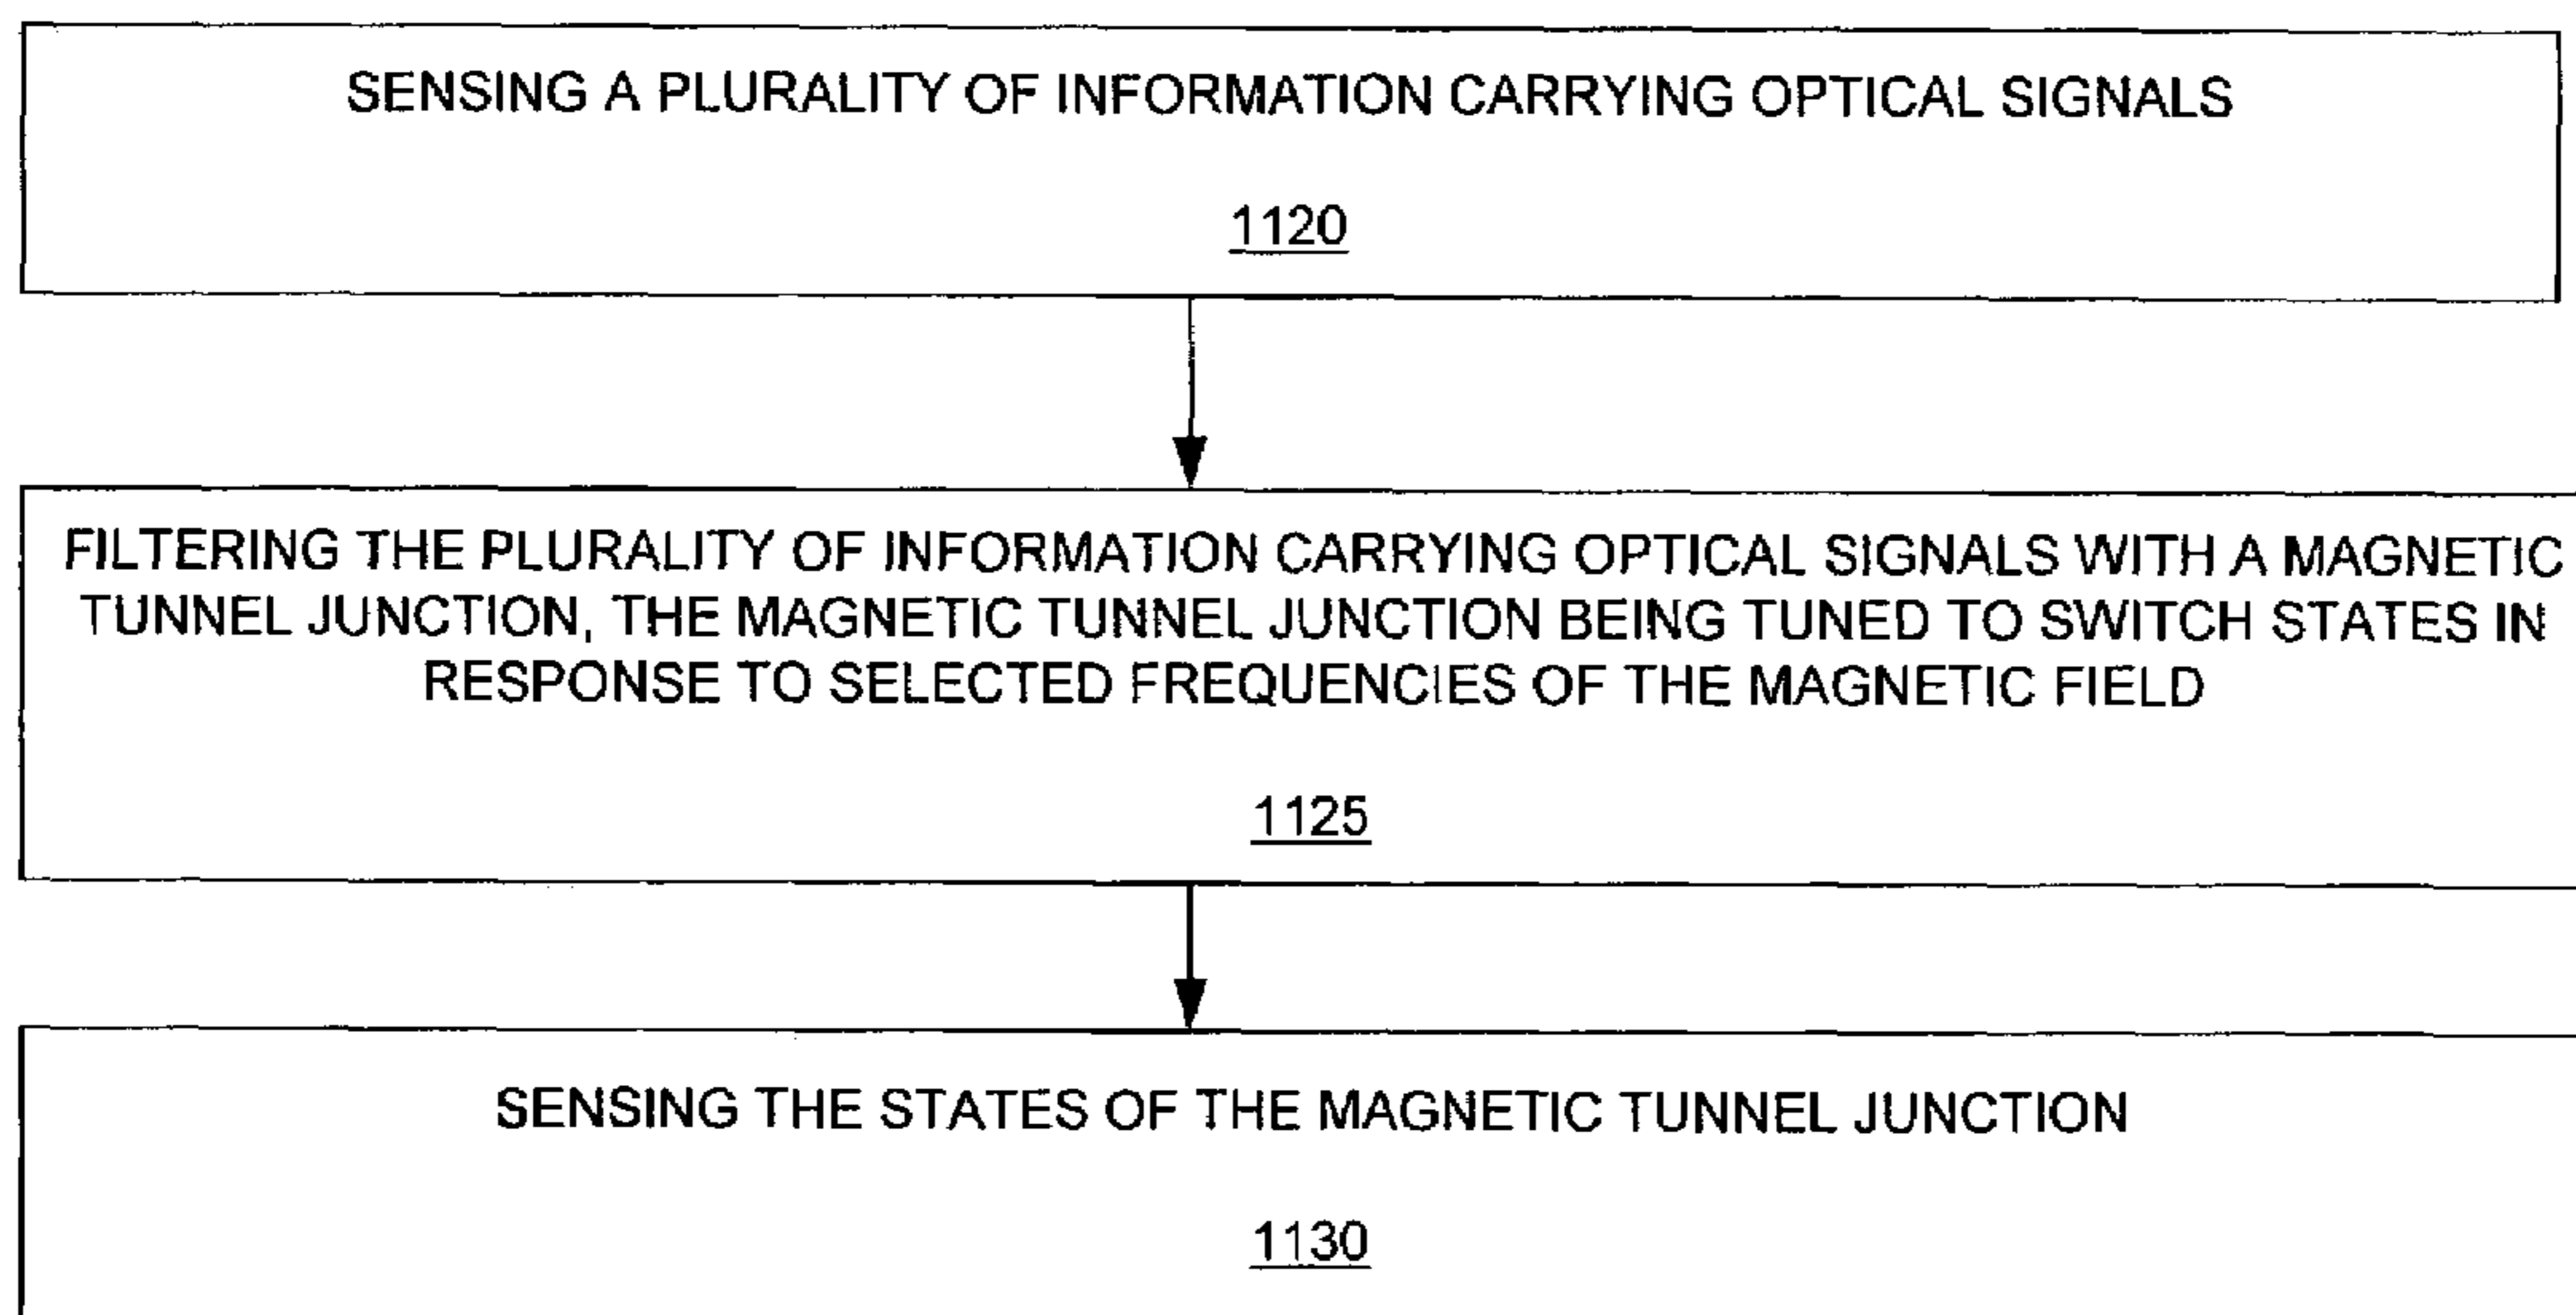 SENSING A PLURALITY OF INFORMATION CARRYING OPTICAL SIGNALS
1120
FILTERING THE PLURALITY OF INFORMATION CARRYING OPTICAL SIGNALS WITH A MAGNETIC
TUNNEL JUNCTION, THE MAGNETIC TUNNEL JUNCTION BEING TUNED TO SWITCH STATES IN
RESPONSE TO SELECTED FREQUENCIES OF THE MAGNETIC FIELD
1125
SENSING THE STATES OF THE MAGNETIC TUNNEL JUNCTION
1130